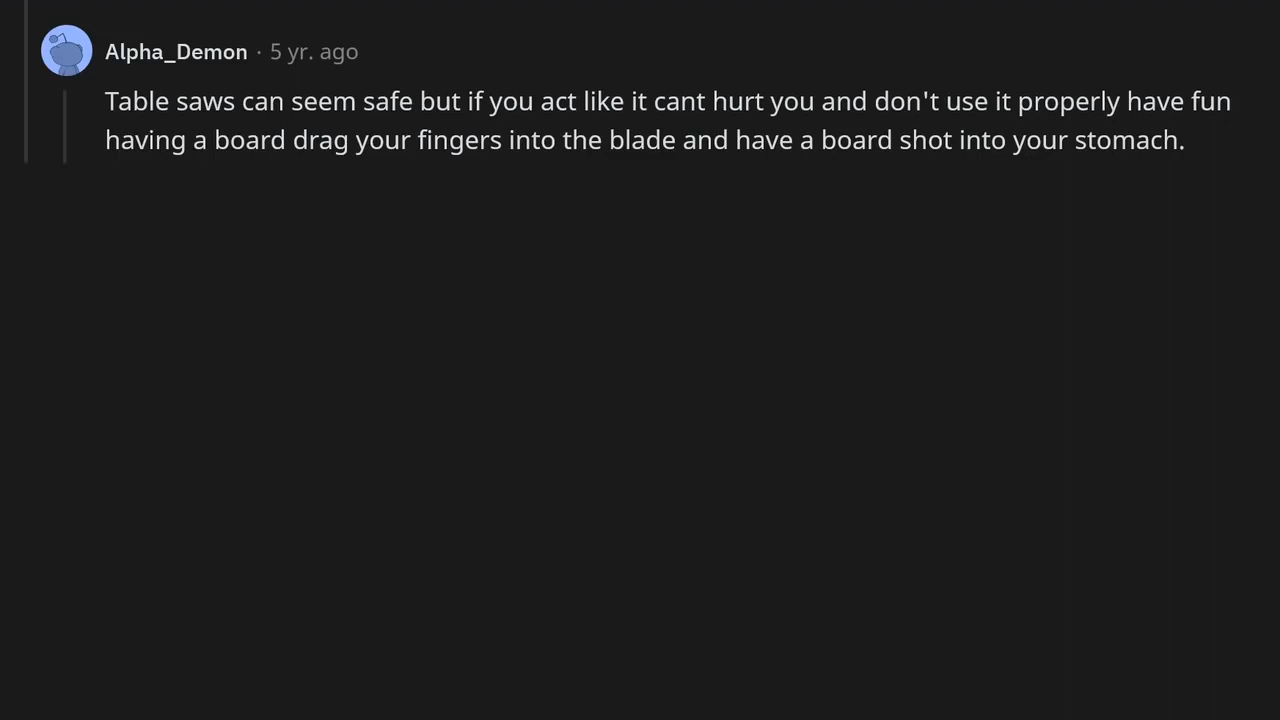 Alpha_Demon · 5 yr. ago
Table saws can seem safe but if you act like it cant hurt you and don't use it properly have fun
having a board drag your fingers into the blade and have a board shot into your stomach.